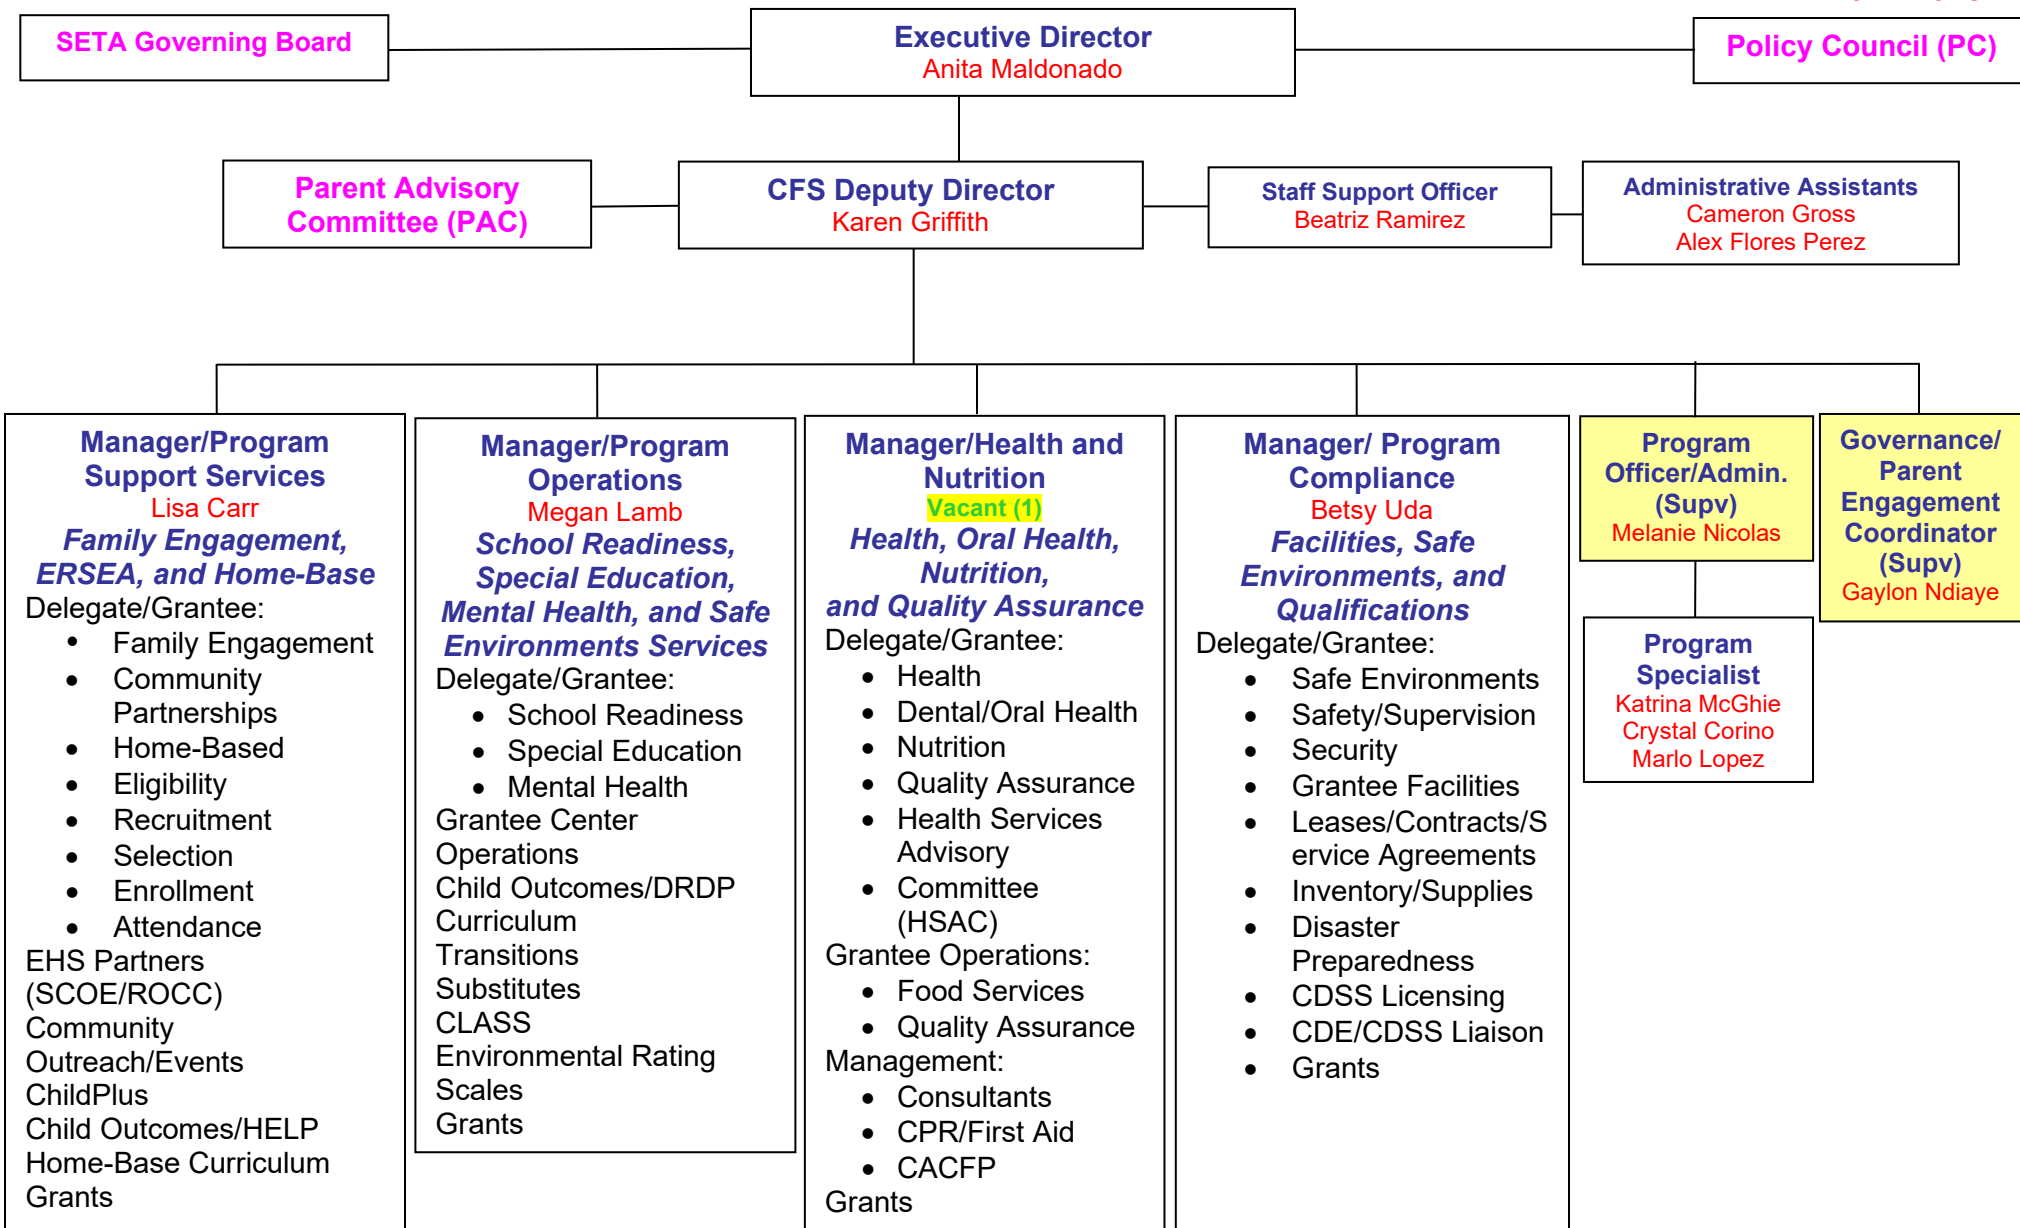 SETA Governing Board
Executive Director
Anita Maldonado
Policy Council (PC)
Parent Advisory
Committee (PAC)
CFS Deputy Director
Karen Griffith
Staff Support Officer
Beatriz Ramirez
Administrative Assistants
Cameron Gross
Alex Flores Perez
Manager/Program
Support Services
Lisa Carr
Family Engagement,
ERSEA, and Home-Base
Delegate/Grantee:
• Family Engagement
• Community
Partnerships
• Home-Based
• Eligibility
• Recruitment
• Selection
• Enrollment
• Attendance
EHS Partners
(SCOE/ROCC)
Community
Outreach/Events
ChildPlus
Child Outcomes/HELP
Home-Base Curriculum
Grants
Manager/Program
Operations
Megan Lamb
School Readiness,
Special Education,
Mental Health, and Safe
Environments Services
Delegate/Grantee:
• School Readiness
• Special Education
• Mental Health
Grantee Center
Operations
Child Outcomes/DRDP
Curriculum
Transitions
Substitutes
CLASS
Environmental Rating
Scales
Grants
Manager/Health and
Nutrition
Vacant (1)
Health, Oral Health,
Nutrition,
and Quality Assurance
Delegate/Grantee:
• Health
• Dental/Oral Health
• Nutrition
• Quality Assurance
• Health Services
Advisory
• Committee
(HSAC)
Grantee Operations:
• Food Services
• Quality Assurance
Management:
• Consultants
• CPR/First Aid
• CACFP
Grants
Manager/ Program
Compliance
Betsy Uda
Facilities, Safe
Environments, and
Qualifications
Delegate/Grantee:
• Safe Environments
• Safety/Supervision
• Security
• Grantee Facilities
• Leases/Contracts/S
ervice Agreements
• Inventory/Supplies
• Disaster
Preparedness
• CDSS Licensing
• CDE/CDSS Liaison
• Grants
Program
Officer/Admin.
(Supv)
Melanie Nicolas
Program
Specialist
Katrina McGhie
Crystal Corino
Marlo Lopez
Governance/
Parent
Engagement
Coordinator
(Supv)
Gaylon Ndiaye